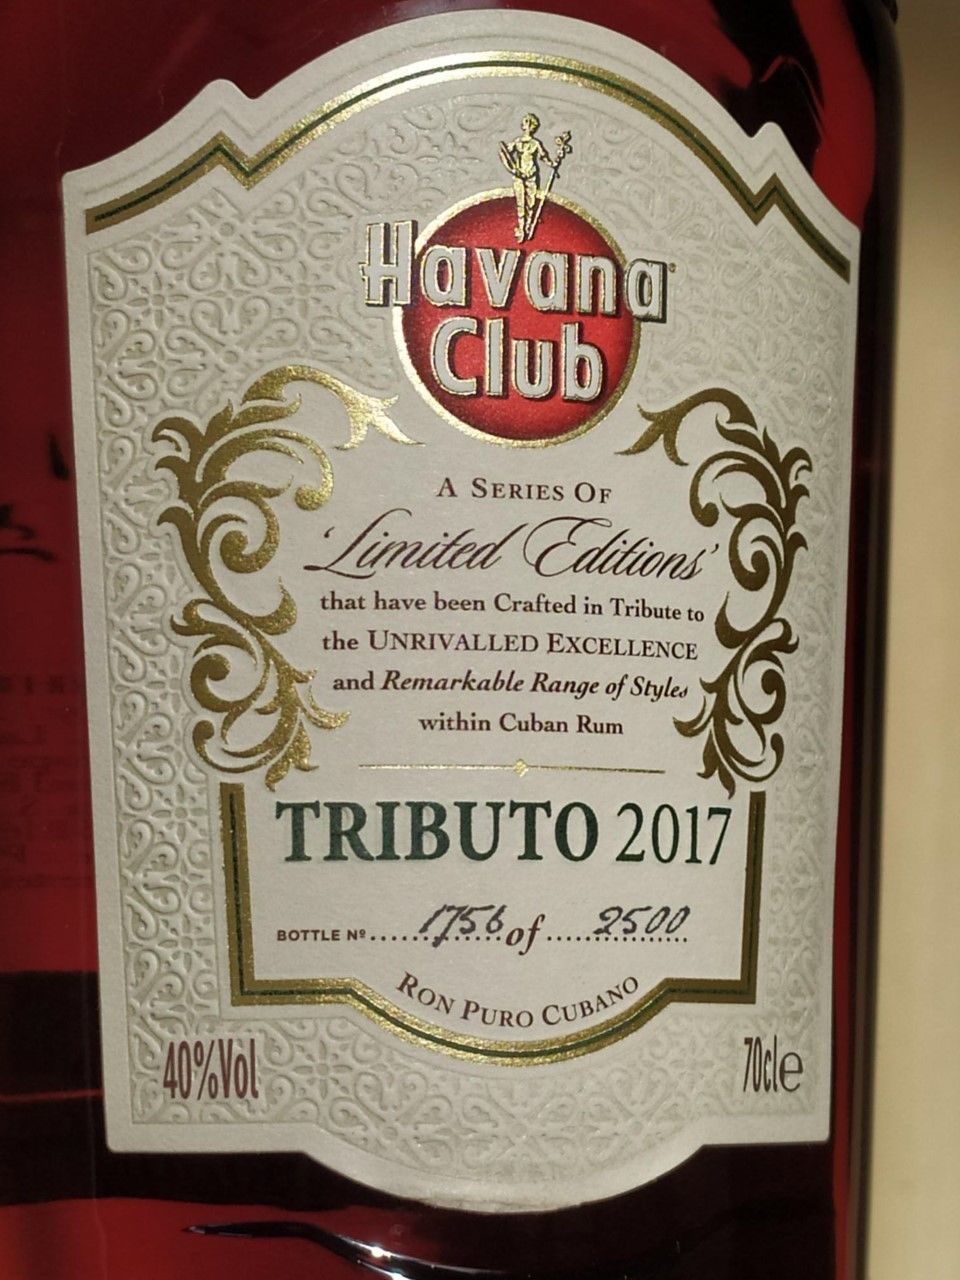 Havana
Club
A SERIES OF
'Limited Editions'
that have been Crafted in Tribute to
the UNRIVALLED EXCELLENCE
and Remarkable Range of Styles
within Cuban Rum
TRIBUTO 2017
BOTTLE Nº......1756 of ......2500
RON PURO CUBANO
40%Vol
70cle